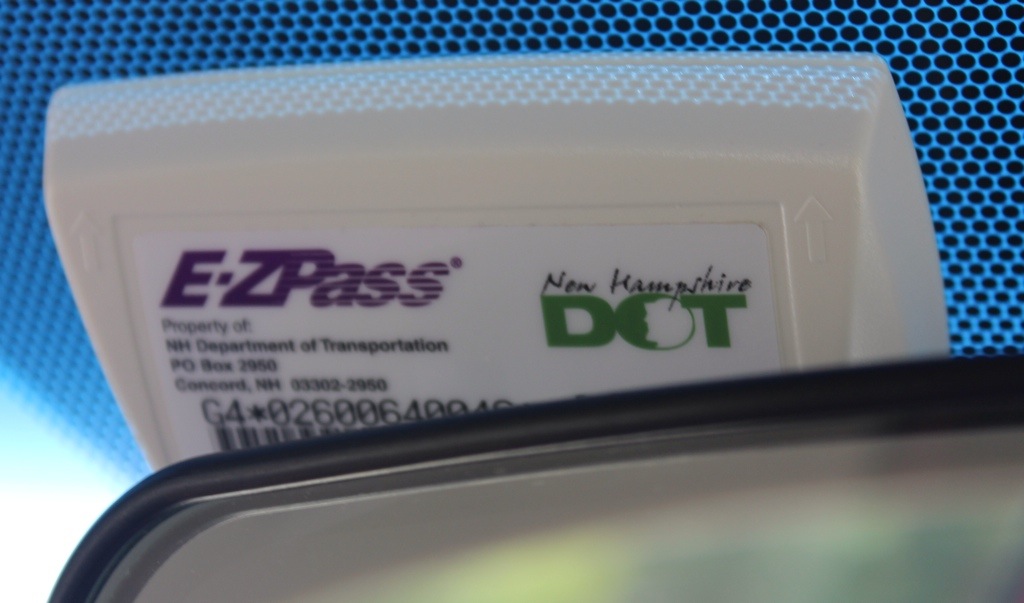 E-ZPass®
New Hampshire
DOT
Property of:
NH Department of Transportation
PO Box 2950
Concord, NH 03302-2950